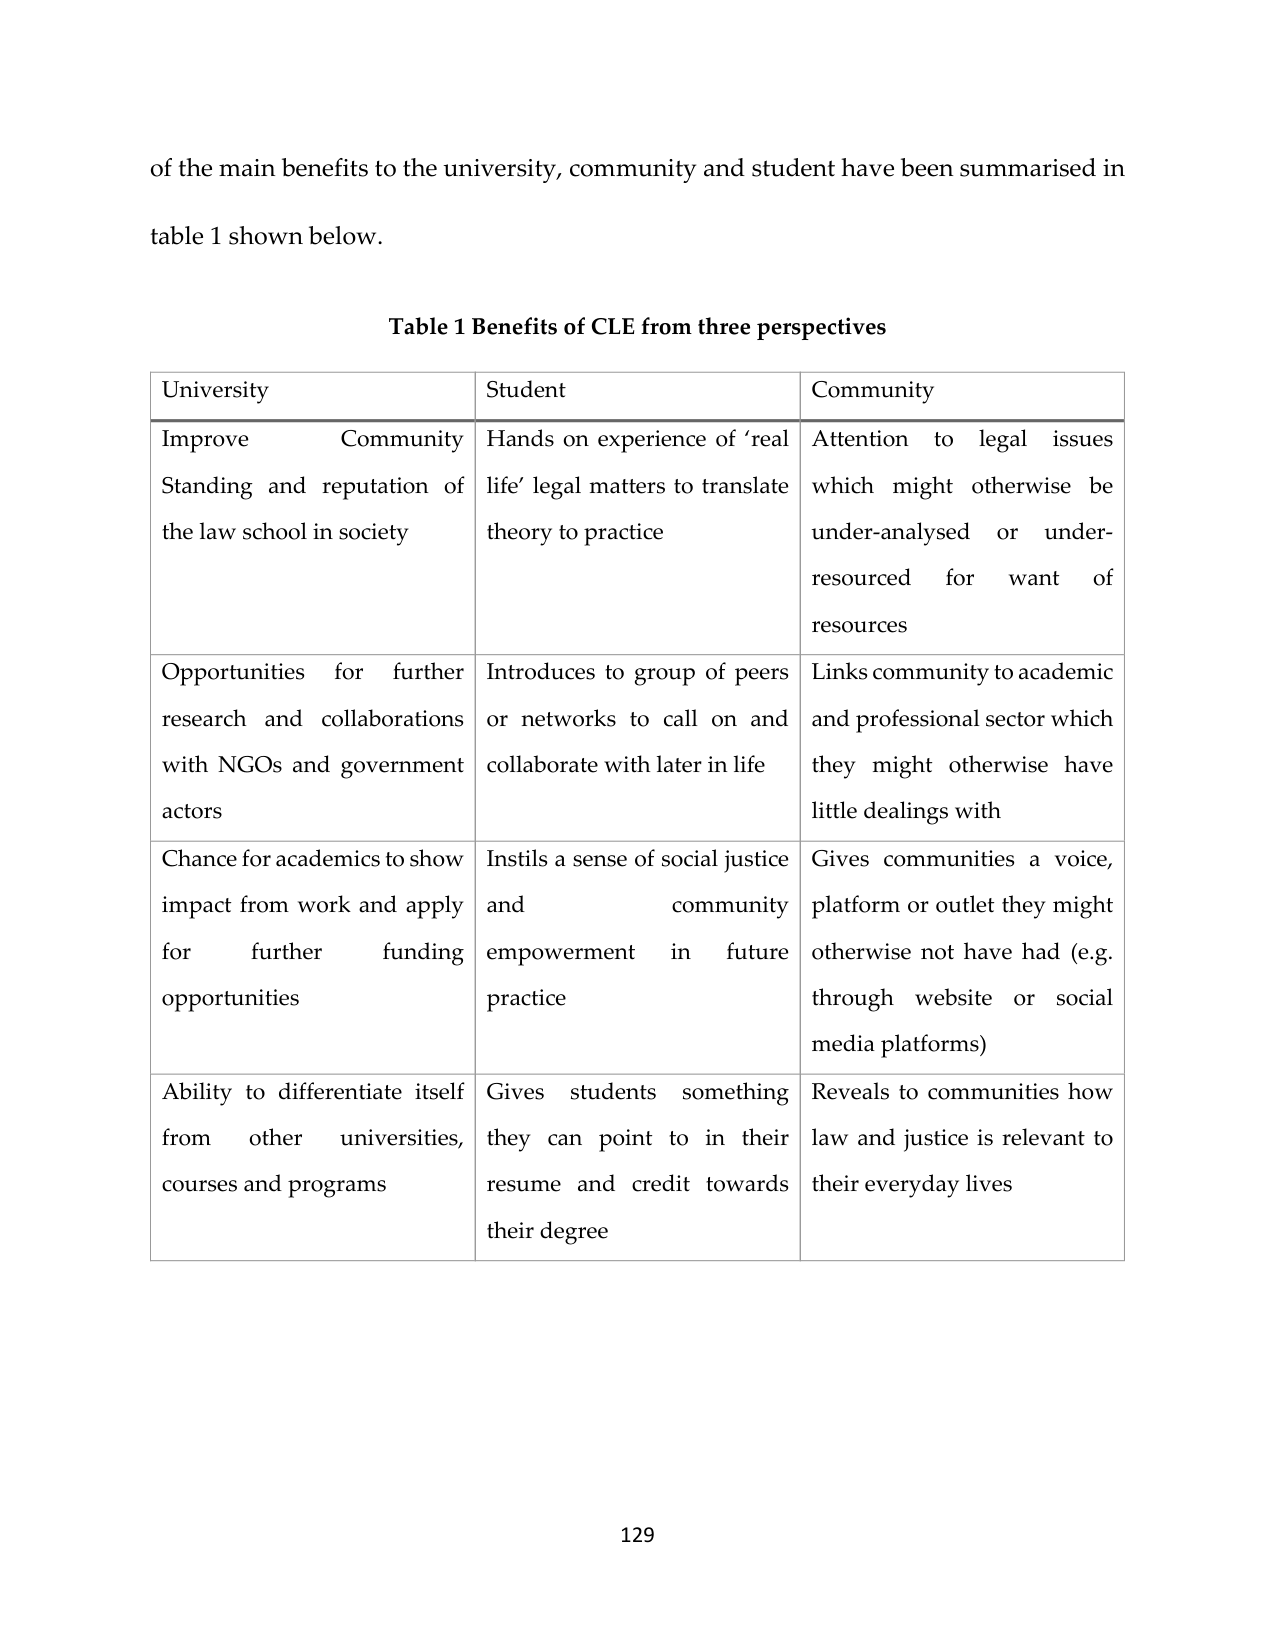 of the main benefits to the university, community and student have been summarised in
table 1 shown below.
Table 1 Benefits of CLE from three perspectives
University
Student
Community
Improve Community
Standing and reputation of
the law school in society
Hands on experience of ‘real
life’ legal matters to translate
theory to practice
Attention to legal issues
which might otherwise be
under-analysed or under-
resourced for want of
resources
Opportunities for further
research and collaborations
with NGOs and government
actors
Introduces to group of peers
or networks to call on and
collaborate with later in life
Links community to academic
and professional sector which
they might otherwise have
little dealings with
Chance for academics to show
impact from work and apply
for further funding
opportunities
Instils a sense of social justice
and community
empowerment in future
practice
Gives communities a voice,
platform or outlet they might
otherwise not have had (e.g.
through website or social
media platforms)
Ability to differentiate itself
from other universities,
courses and programs
Gives students something
they can point to in their
resume and credit towards
their degree
Reveals to communities how
law and justice is relevant to
their everyday lives
129